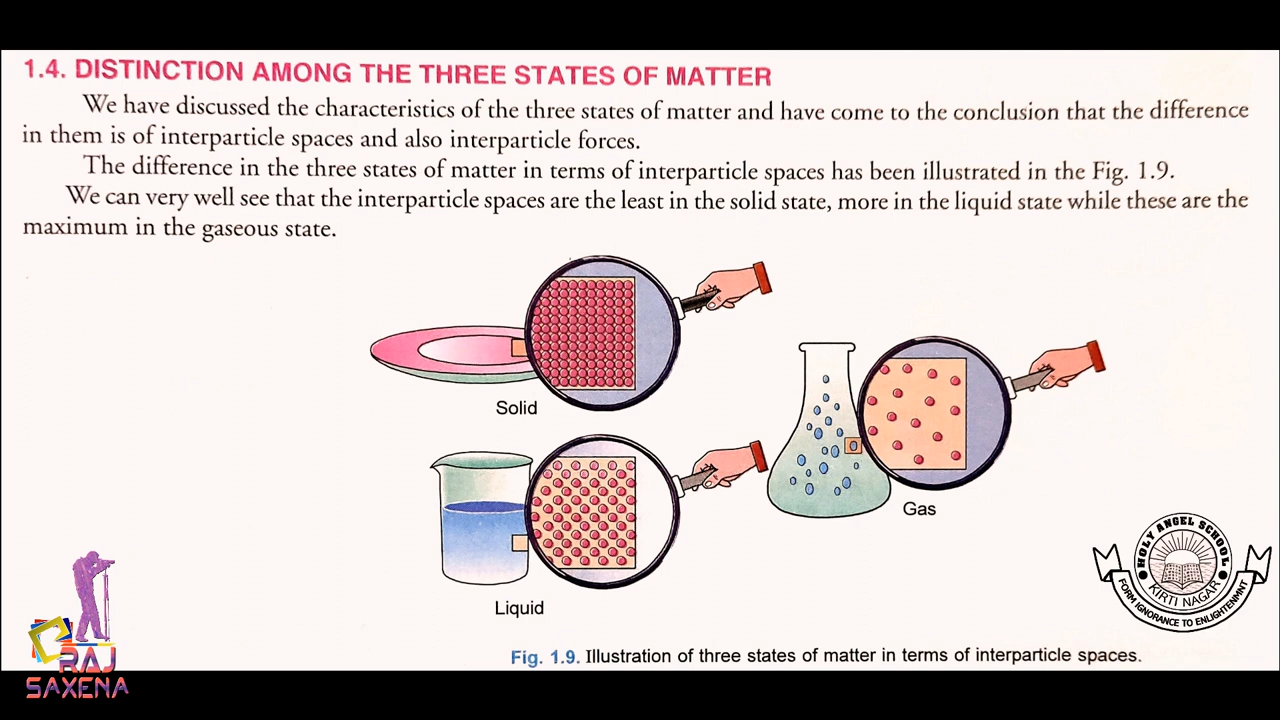 1.4. DISTINCTION AMONG THE THREE STATES OF MATTER
We have discussed the characteristics of the three states of matter and have come to the conclusion that the difference
in them is of interparticle spaces and also interparticle forces.
The difference in the three states of matter in terms of interparticle spaces has been illustrated in the Fig. 1.9.
We can very well see that the interparticle spaces are the least in the solid state, more in the liquid state while these are the
maximum in the gaseous state.
Solid
Gas
Liquid
Fig. 1.9. Illustration of three states of matter in terms of interparticle spaces.
HOLY ANGEL SCHOOL
KIRTI NAGAR
FORM IGNORANCE TO ENLIGHTENMNT
RAJ
SAXENA